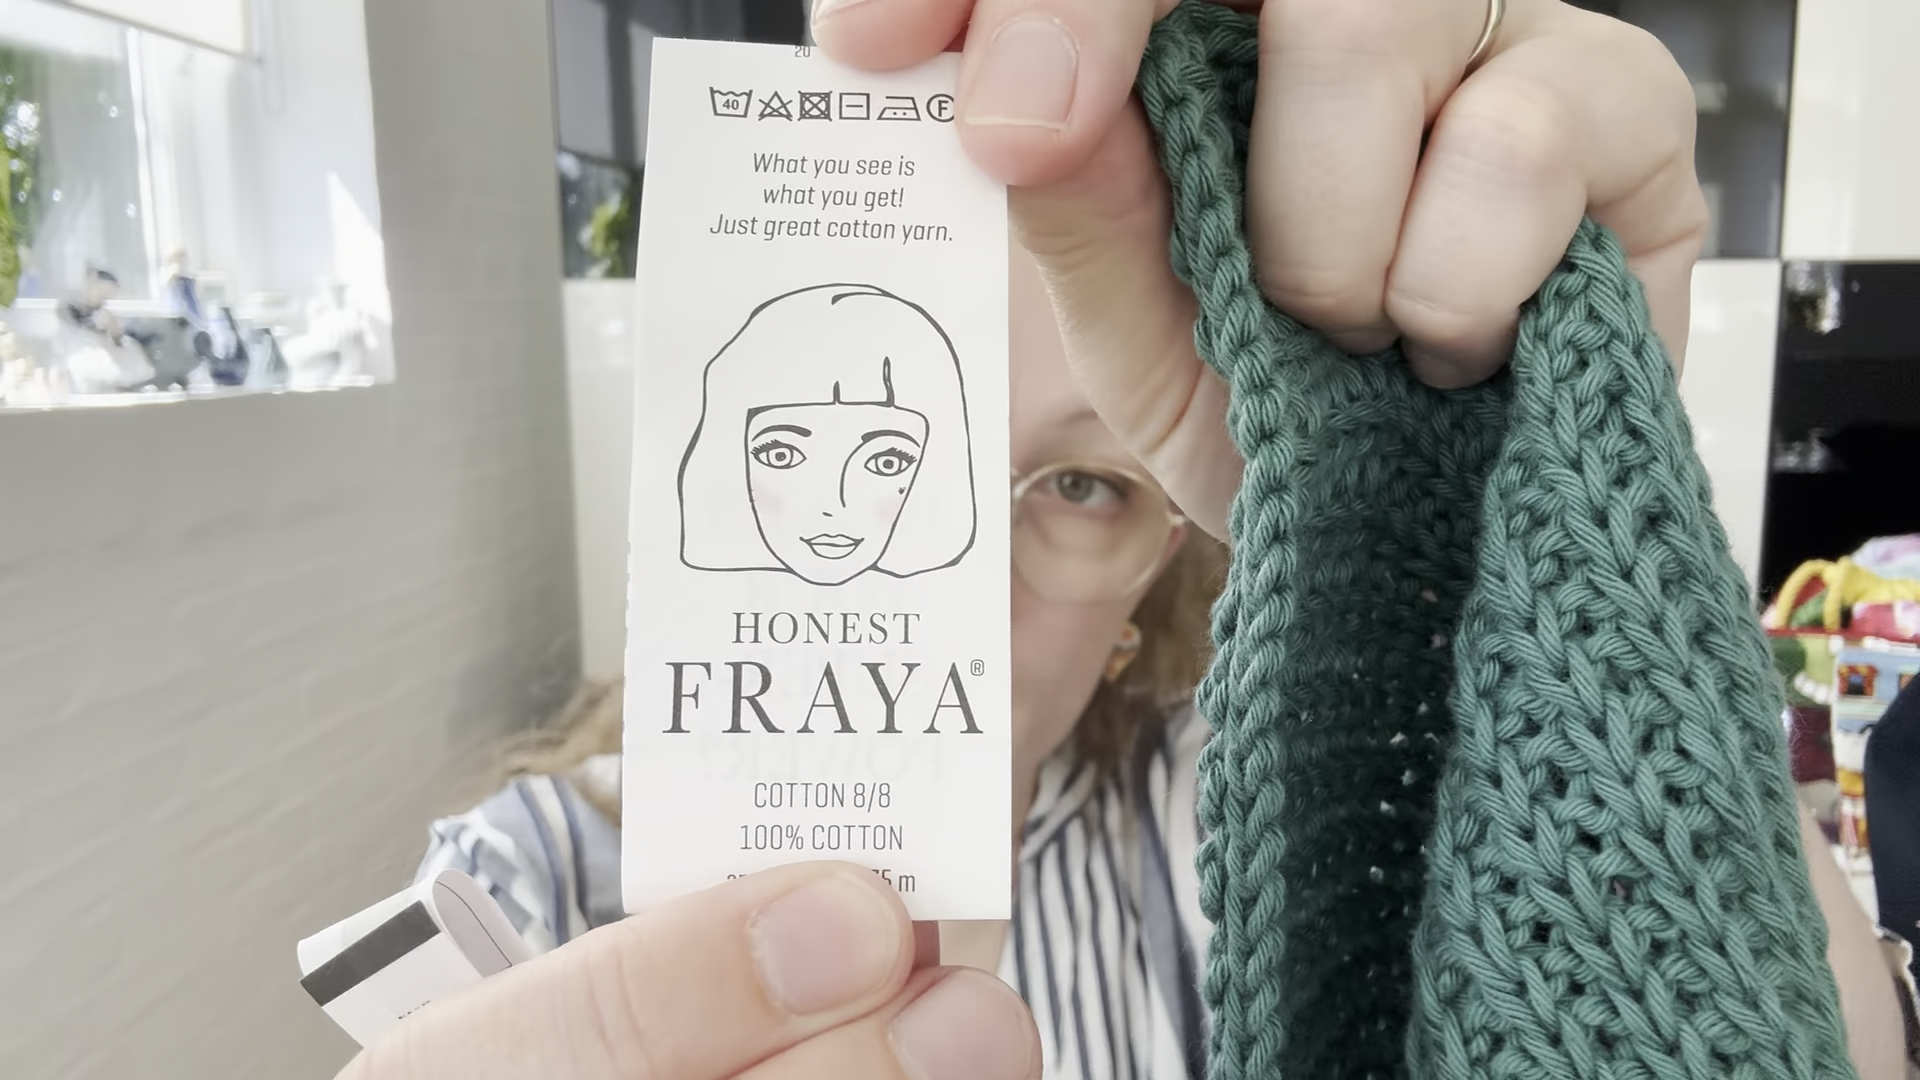 20
40 F
What you see is
what you get!
Just great cotton yarn.
HONEST
FRAYA®
COTTON 8/8
100% COTTON
m